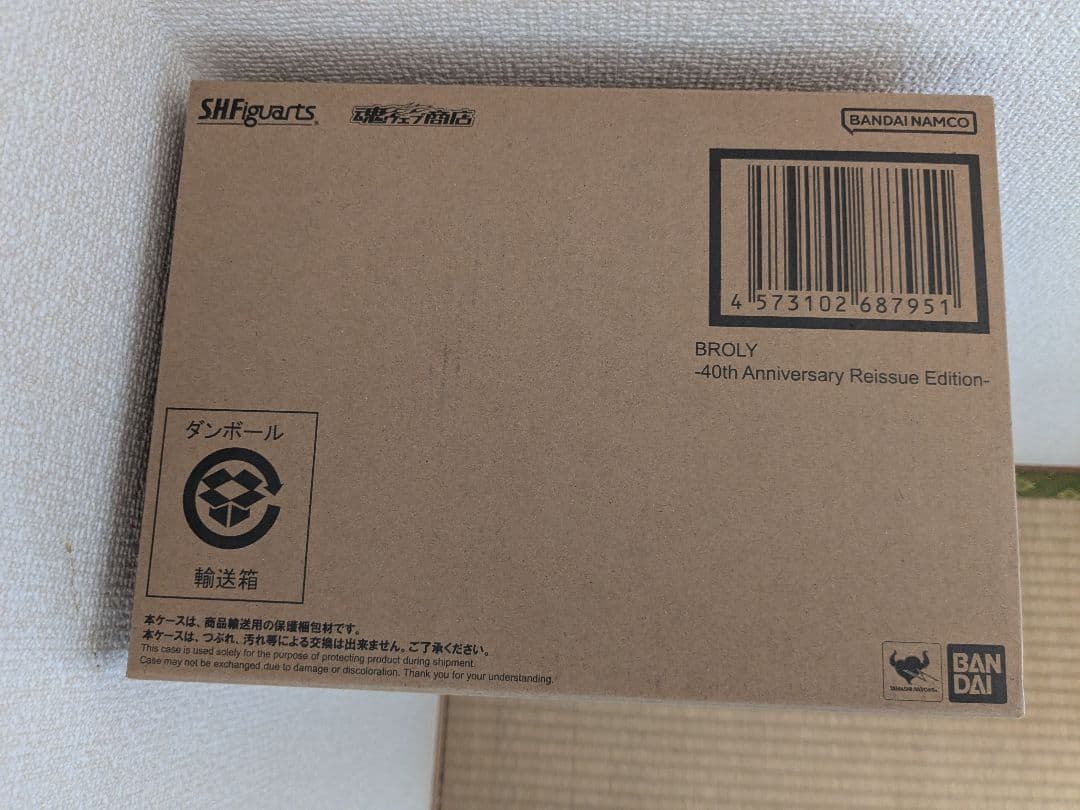 S.H.Figuarts
魂ウェブ商店
BANDAI NAMCO
4 573102 687951
BROLY
-40th Anniversary Reissue Edition-
ダンボール
輸送箱
本ケースは、商品輸送用の保護梱包材です。
本ケースは、つぶれ、汚れ等による交換は出来ません。ご了承ください。
This case is used solely for the purpose of protecting product during shipment.
Case may not be exchanged due to damage or discoloration. Thank you for your understanding.
TAMASHII NATIONS
BAN
DAI